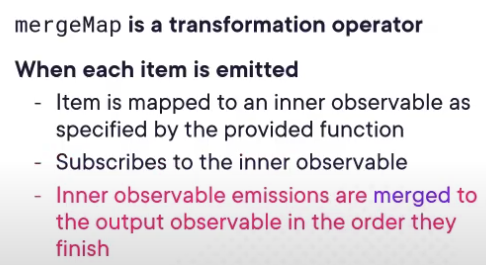 mergeMap is a transformation operator
When each item is emitted
- Item is mapped to an inner observable as
specified by the provided function
- Subscribes to the inner observable
- Inner observable emissions are merged to
the output observable in the order they
finish